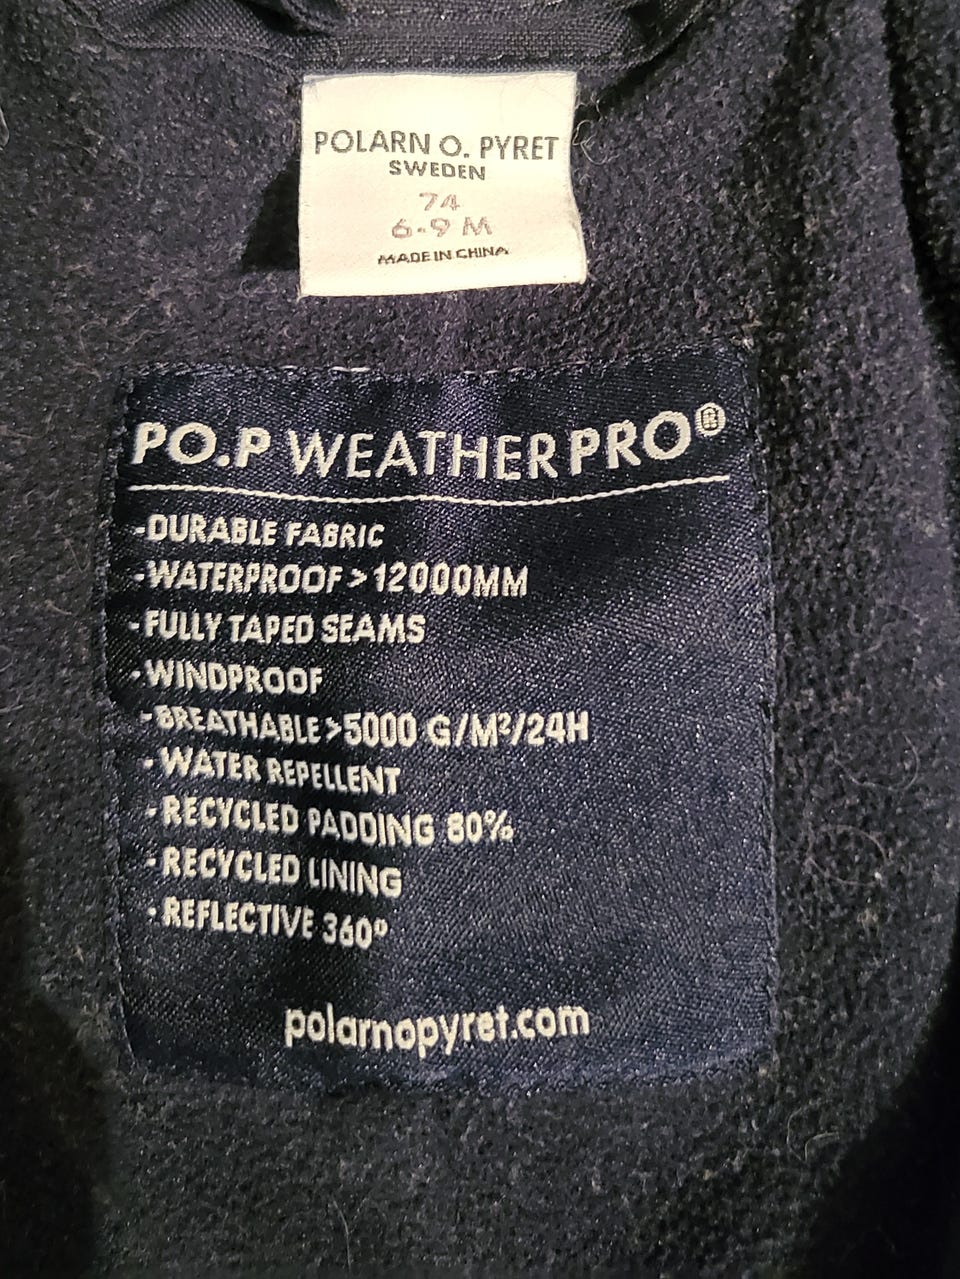 POLARN O. PYRET
SWEDEN
74
6-9 M
MADE IN CHINA
PO.P WEATHERPRO®
-DURABLE FABRIC
-WATERPROOF > 12000MM
-FULLY TAPED SEAMS
-WINDPROOF
-BREATHABLE >5000 G/M²/24H
-WATER REPELLENT
-RECYCLED PADDING 80%
-RECYCLED LINING
-REFLECTIVE 360°
polarnopyret.com